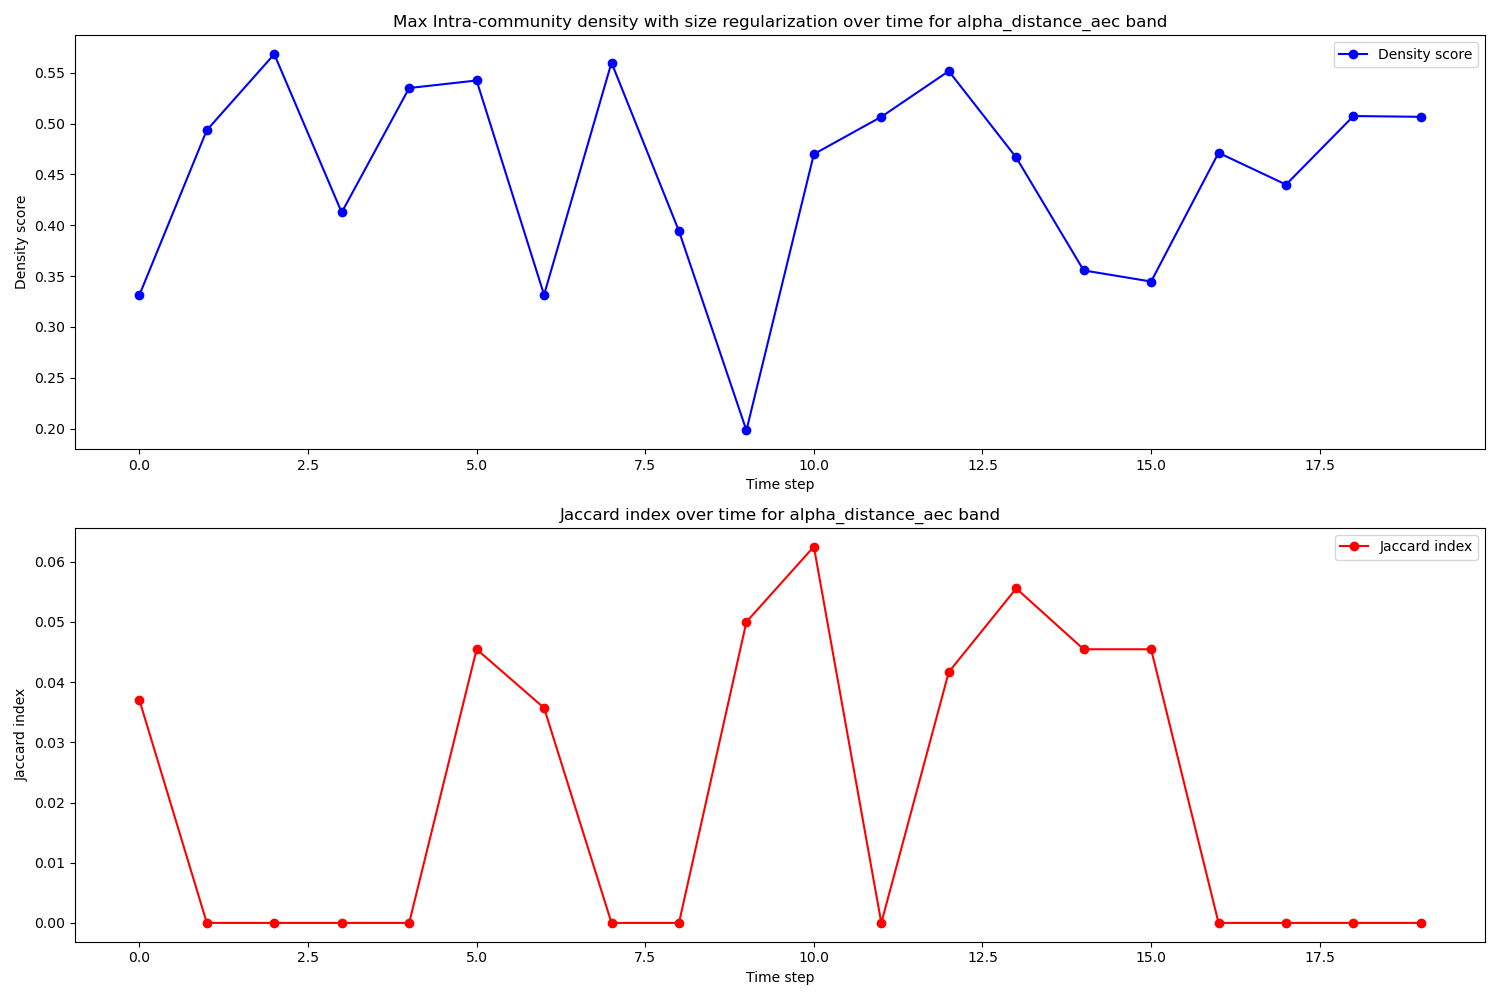 Max Intra-community density with size regularization over time for alpha_distance_aec band
Density score
0.55
0.50
0.45
0.40
0.35
0.30
0.25
0.20
Density score
0.0 2.5 5.0 7.5 10.0 12.5 15.0 17.5
Time step
Jaccard index over time for alpha_distance_aec band
Jaccard index
0.06
0.05
0.04
0.03
0.02
0.01
0.00
Jaccard index
0.0 2.5 5.0 7.5 10.0 12.5 15.0 17.5
Time step